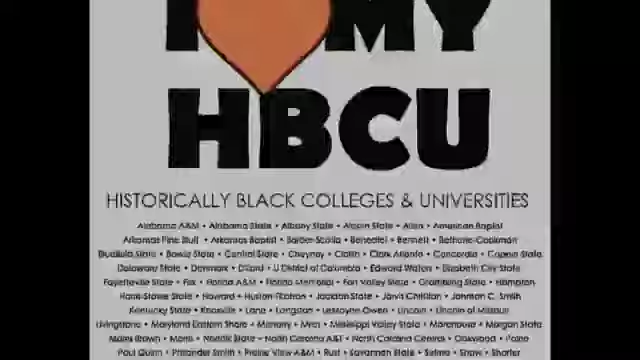 I MY
HBCU
HISTORICALLY BLACK COLLEGES & UNIVERSITIES
Alabama A&M • Alabama State • Albany State • Alcorn State • Allen • American Baptist
Arkansas Pine Bluff • Arkansas Baptist • Barber-Scotia • Benedict • Bennett • Bethune-Cookman
Bluefield State • Bowie State • Central State • Cheyney • Claflin • Clark Atlanta • Concordia • Coppin State
Delaware State • Denmark • Dillard • U District of Columbia • Edward Waters • Elizabeth City State
Fayetteville State • Fisk • Florida A&M • Florida Memorial • Fort Valley State • Grambling State • Hampton
Harris-Stowe State • Howard • Huston-Tillotson • Jackson State • Jarvis Christian • Johnson C. Smith
Kentucky State • Knoxville • Lane • Langston • Lemoyne-Owen • Lincoln • Lincoln of Missouri
Livingstone • Maryland Eastern Shore • Miles • Mississippi Valley State • Morehouse • Morgan State
Morris Brown • Morris • Norfolk State • North Carolina A&T • North Carolina Central • Oakwood • Paine
Paul Quinn • Philander Smith • Prairie View A&M • Rust • Savannah State • Selma • Shaw • Shorter